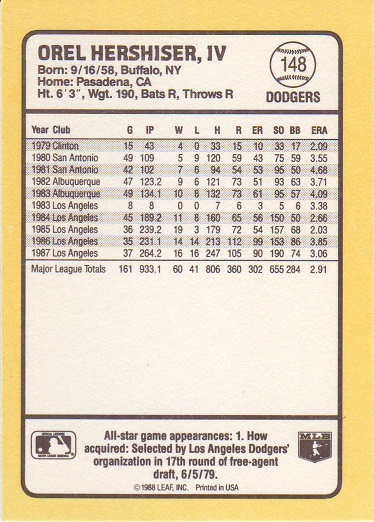 OREL HERSHISER, IV
Born: 9/16/58, Buffalo, NY
Home: Pasadena, CA
Ht. 6'3", Wgt. 190, Bats R, Throws R
148
DODGERS
Year Club G IP W L H R ER SO BB ERA
1979 Clinton 15 43 4 0 33 15 10 33 17 2.09
1980 San Antonio 49 109 5 9 120 59 43 75 59 3.55
1981 San Antonio 42 102 7 6 94 54 53 95 50 4.68
1982 Albuquerque 47 123.2 9 6 121 73 51 93 63 3.71
1983 Albuquerque 49 134.1 10 8 132 73 61 95 57 4.09
1983 Los Angeles 8 8 0 0 7 6 3 5 6 3.38
1984 Los Angeles 45 189.2 11 8 160 65 56 150 50 2.66
1985 Los Angeles 36 239.2 19 3 179 72 54 157 68 2.03
1986 Los Angeles 35 231.1 14 14 213 112 99 153 86 3.85
1987 Los Angeles 37 264.2 16 16 247 105 90 190 74 3.06
Major League Totals 161 933.1 60 41 806 360 302 655 284 2.91
All-star game appearances: 1. How
acquired: Selected by Los Angeles Dodgers'
organization in 17th round of free-agent
draft, 6/5/79.
© 1988 LEAF, INC. Printed in USA
MLB